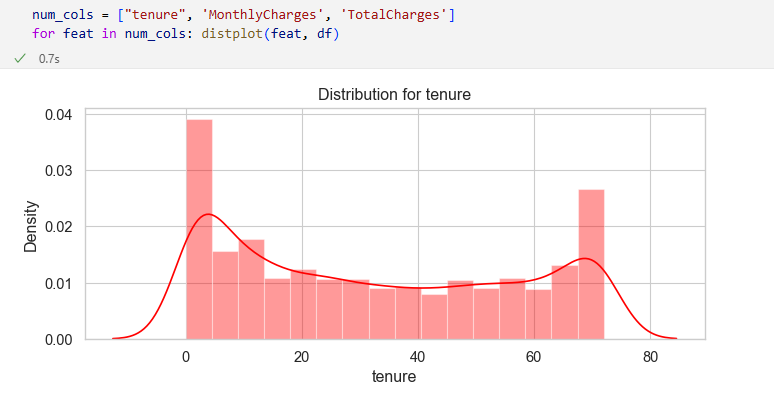 num_cols = ["tenure", 'MonthlyCharges', 'TotalCharges']
for feat in num_cols: distplot(feat, df)
✓ 0.7s
Distribution for tenure
0.04
0.03
0.02
0.01
0.00
Density
0 20 40 60 80
tenure